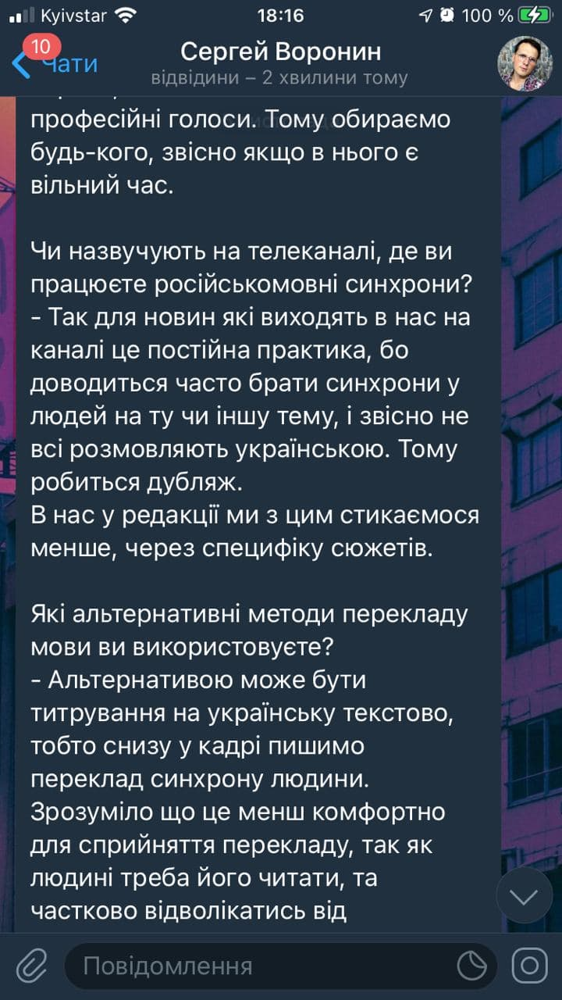 Kyivstar
18:16
100 %
10
Чати
Сергей Воронин
відвідини – 2 хвилини тому
професійні голоси. Тому обираємо
будь-кого, звісно якщо в нього є
вільний час.
Чи назвучують на телеканалі, де ви
працюєте російськомовні синхрони?
- Так для новин які виходять в нас на
каналі це постійна практика, бо
доводиться часто брати синхрони у
людей на ту чи іншу тему, і звісно не
всі розмовляють українською. Тому
робиться дубляж.
В нас у редакції ми з цим стикаємося
менше, через специфіку сюжетів.
Які альтернативні методи перекладу
мови ви використовуєте?
- Альтернативою може бути
титрування на українську текстово,
тобто снизу у кадрі пишимо
переклад синхрону людини.
Зрозуміло що це менш комфортно
для сприйняття перекладу, так як
людині треба його читати, та
частково відволікатись від
Повідомлення